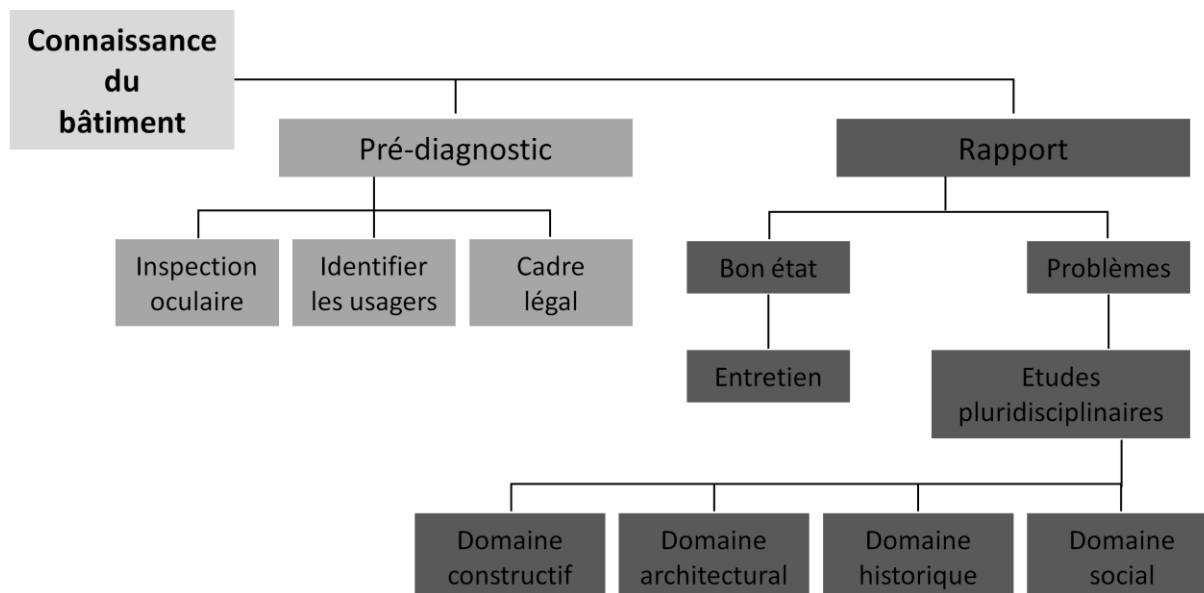 Connaissance
du
bâtiment
Pré-diagnostic
Rapport
Inspection
oculaire
Identifier
les usagers
Cadre
légal
Bon état
Problèmes
Entretien
Etudes
pluridisciplinaires
Domaine
constructif
Domaine
architectural
Domaine
historique
Domaine
social